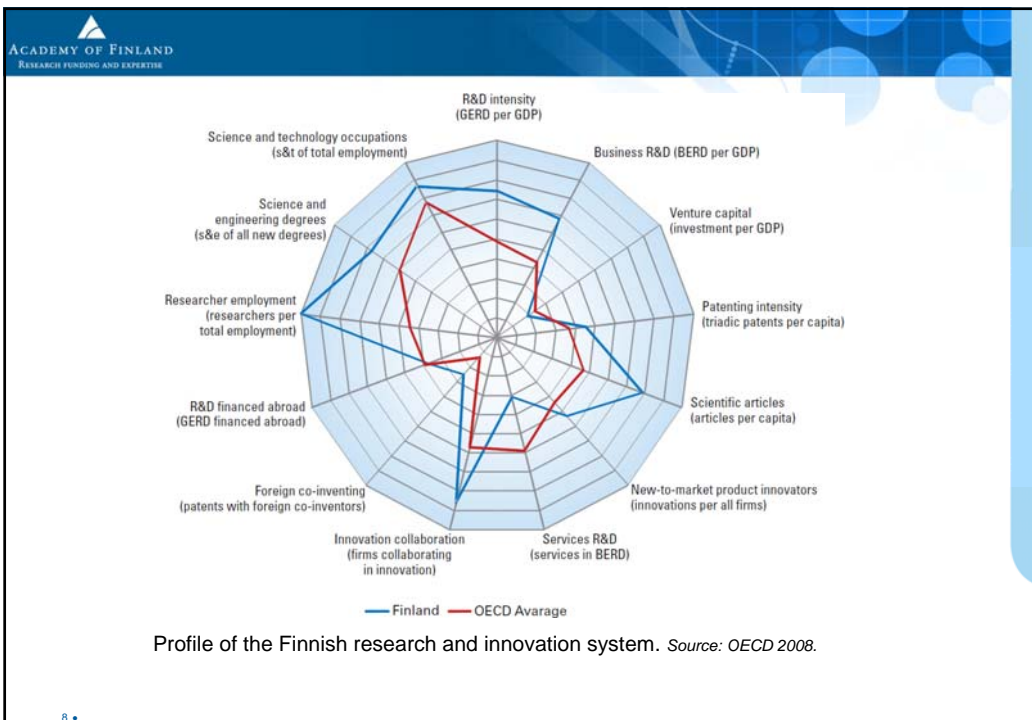 ACADEMY OF FINLAND
RESEARCH FUNDING AND EXPERTISE
R&D intensity
(GERD per GDP)
Science and technology occupations
(s&t of total employment)
Business R&D (BERD per GDP)
Science and
engineering degrees
(s&e of all new degrees)
Venture capital
(investment per GDP)
Researcher employment
(researchers per
total employment)
Patenting intensity
(triadic patents per capita)
R&D financed abroad
(GERD financed abroad)
Scientific articles
(articles per capita)
Foreign co-inventing
(patents with foreign co-inventors)
New-to-market product innovators
(innovations per all firms)
Innovation collaboration
(firms collaborating
in innovation)
Services R&D
(services in BERD)
Finland OECD Avarage
Profile of the Finnish research and innovation system. Source: OECD 2008.
8 •